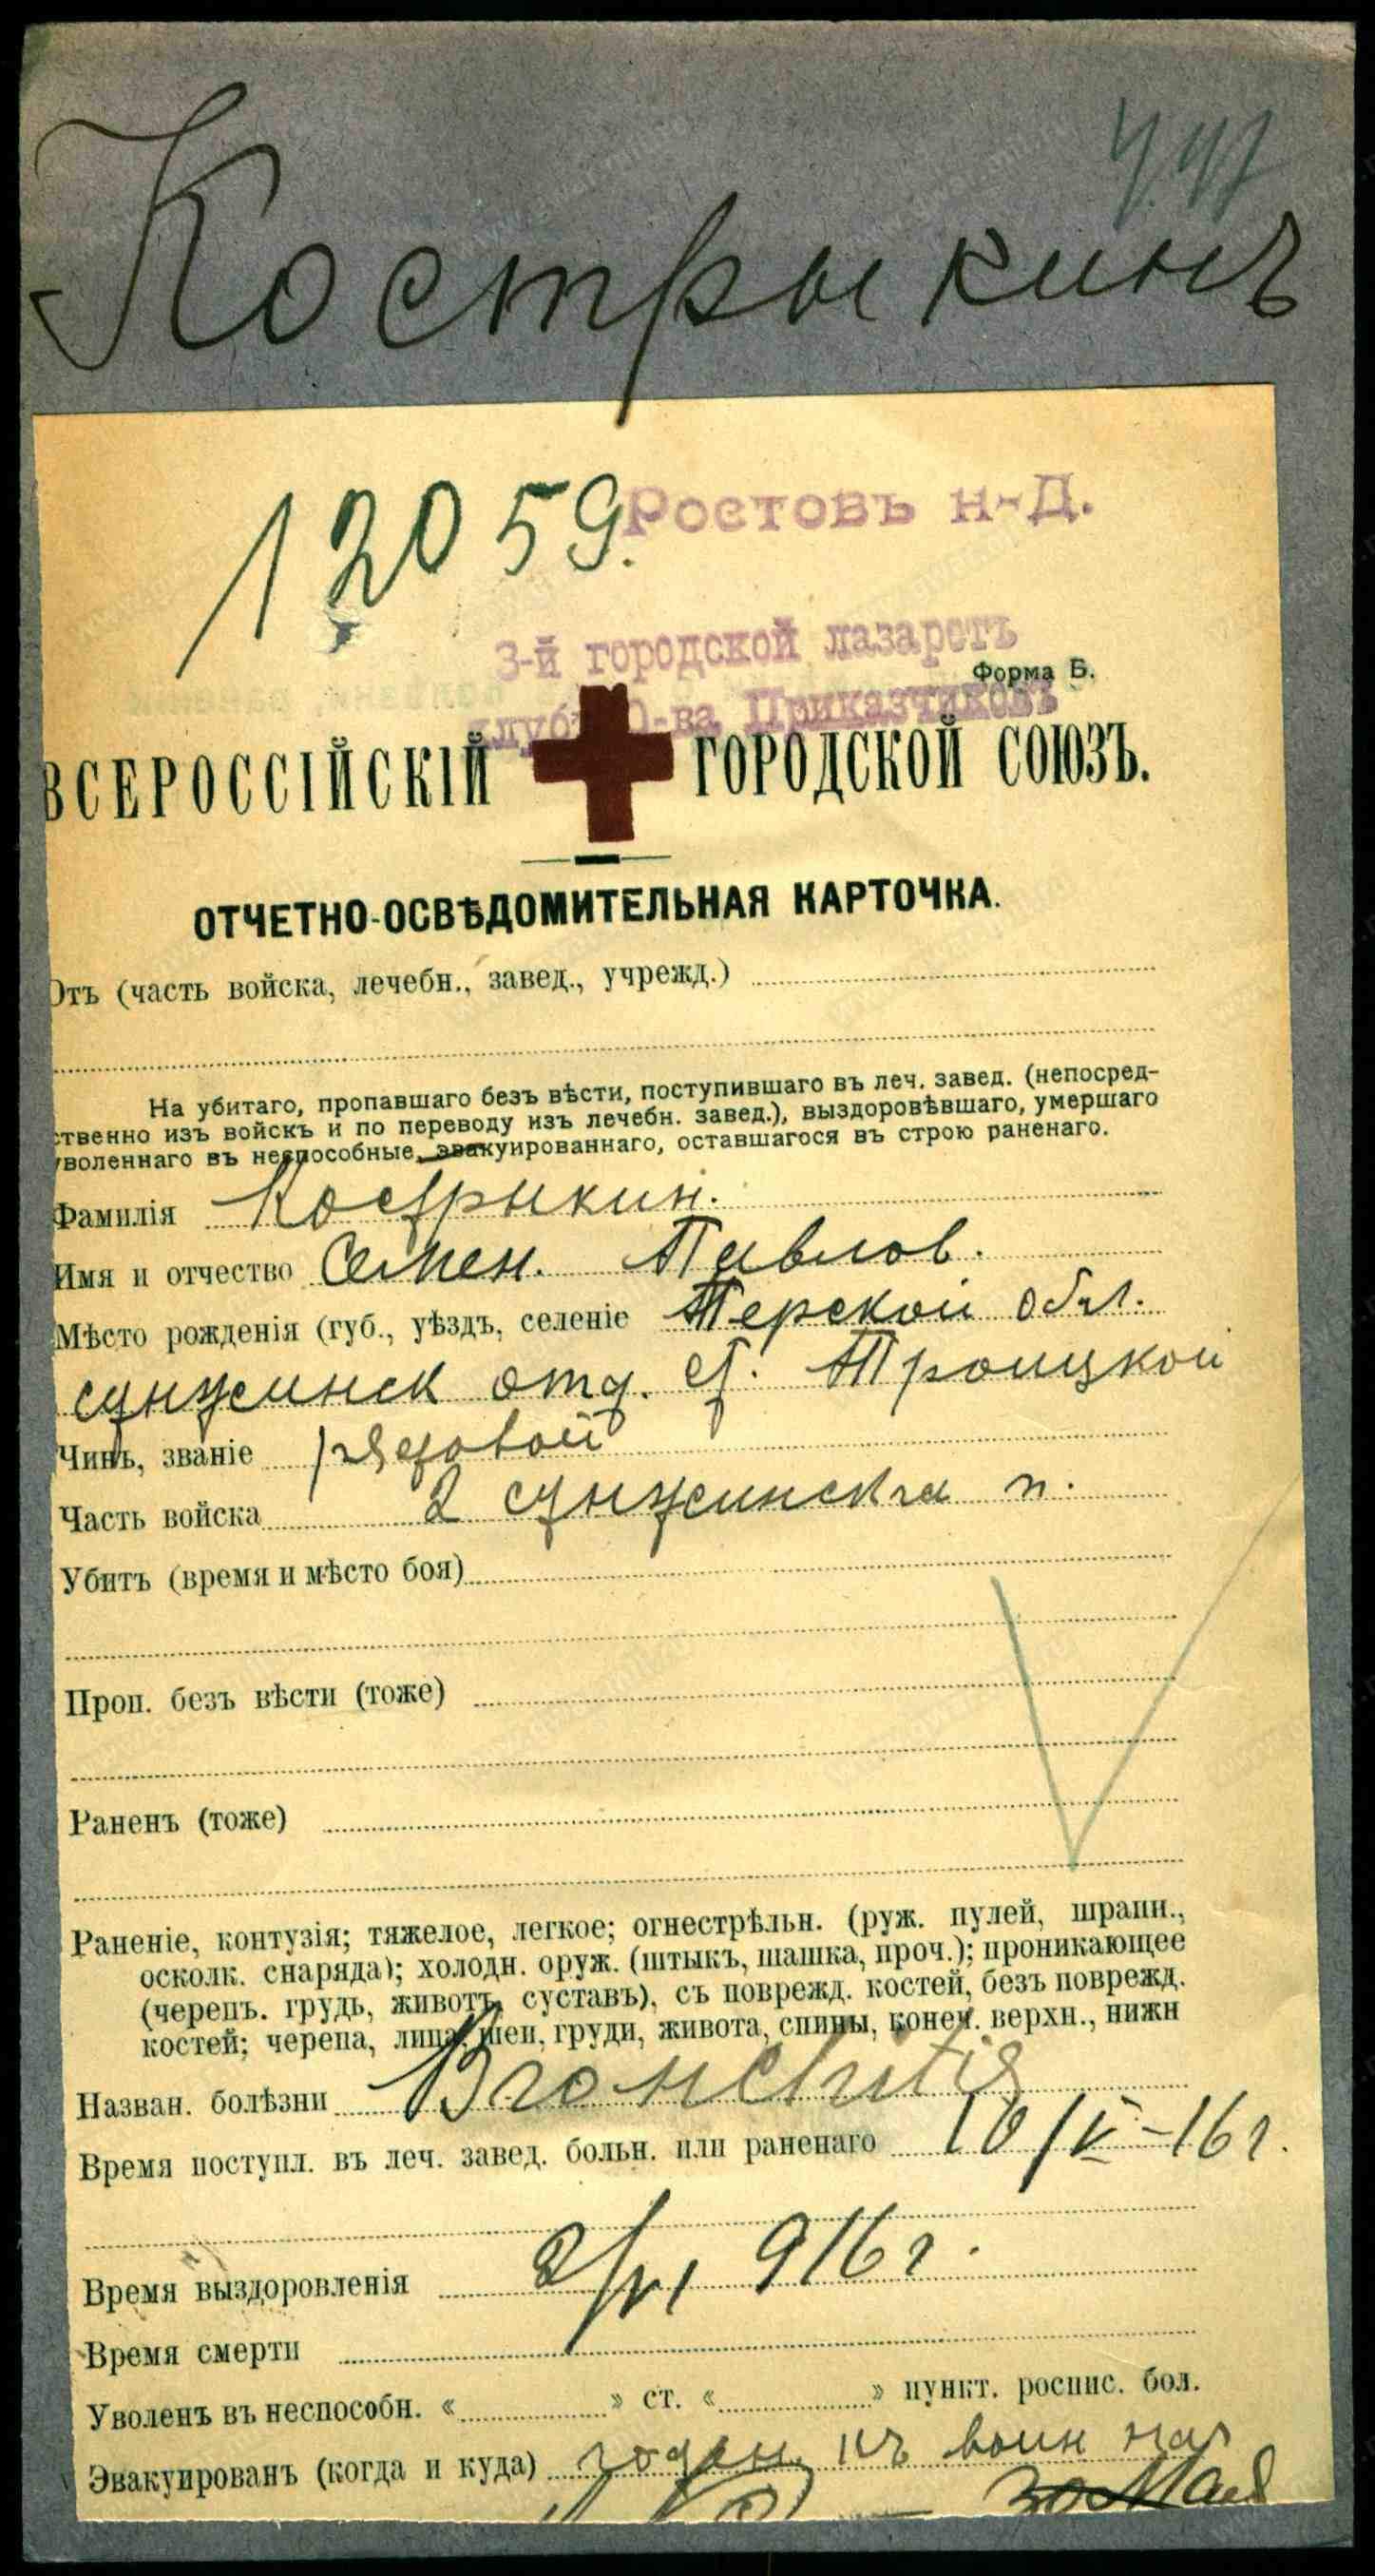 Кострыкинъ
12059.
Ростовъ н-Д.
3-й городской лазаретъ
Форма Б.
клуба О-ва Приказчиковъ
ВСЕРОССІЙСКІЙ ГОРОДСКОЙ СОЮЗЪ.
ОТЧЕТНО-ОСВѢДОМИТЕЛЬНАЯ КАРТОЧКА.
Отъ (часть войска, лечебн., завед., учрежд.)
На убитаго, пропавшаго безъ вѣсти, поступившаго въ леч. завед. (непосред-
ственно изъ войскъ и по переводу изъ лечебн. завед.), выздоровѣвшаго, умершаго
уволеннаго въ неспособные, эвакуированнаго, оставшагося въ строю раненаго.
Фамилія Кострыкин.
Имя и отчество Семен. Павлов.
Мѣсто рожденія (губ., уѣздъ, селеніе Терской обл.
сунженск отд. ст. Троицкой
Чинъ, званіе рядовой
Часть войска 2 сунженска п.
Убитъ (время и мѣсто боя)
Проп. безъ вѣсти (тоже)
Раненъ (тоже)
Раненіе, контузія; тяжелое, легкое; огнестрѣльн. (руж. пулей, шрапн.,
осколк. снаряда); холодн. оруж. (штыкъ, шашка, проч.); проникающее
(черепъ. грудь, животъ, суставъ), съ поврежд. костей, безъ поврежд.
костей; черепа, лица, шеи, груди, живота, спины, конеч. верхн., нижн
Назван. болѣзни Bronchitis
Время поступл. въ леч. завед. больн. или раненаго 10/V-16 г.
Время выздоровленія 2/VI 916 г.
Время смерти
Уволенъ въ неспособн. « » ст. « » пункт. роспис. бол.
Эвакуированъ (когда и куда) годен. къ воин
30 Мая